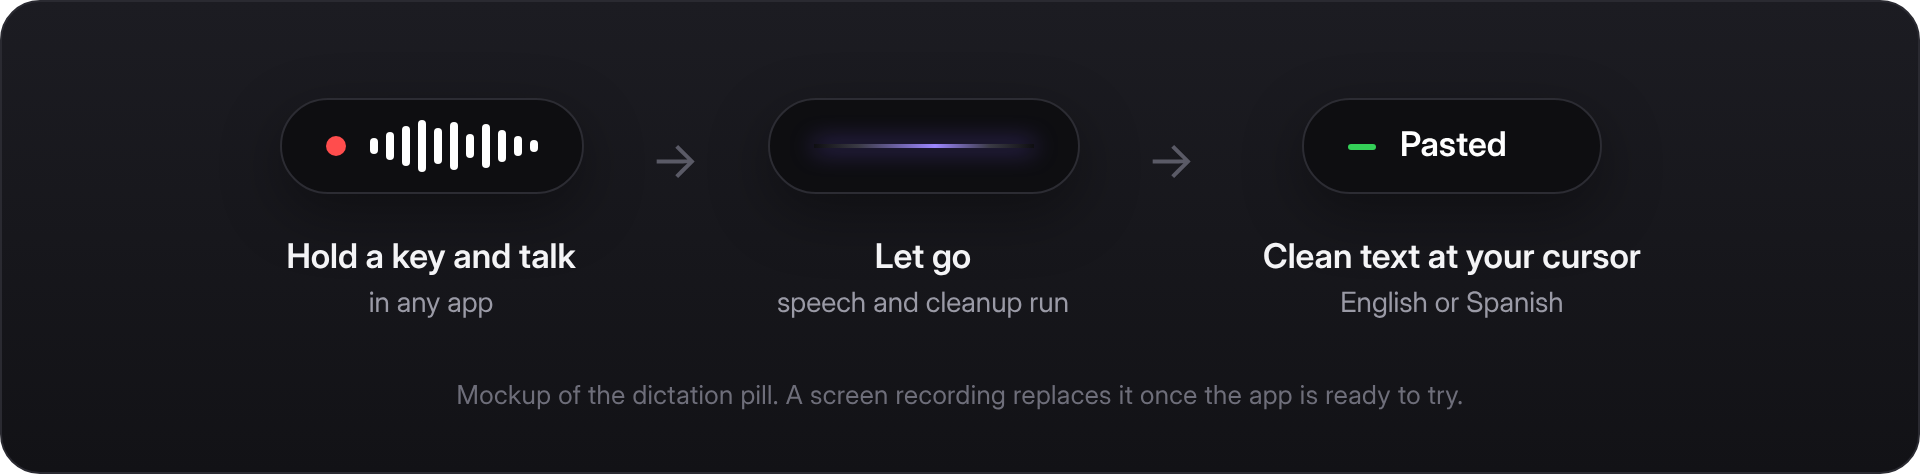 Pasted
Hold a key and talk
in any app
Let go
speech and cleanup run
Clean text at your cursor
English or Spanish
Mockup of the dictation pill. A screen recording replaces it once the app is ready to try.